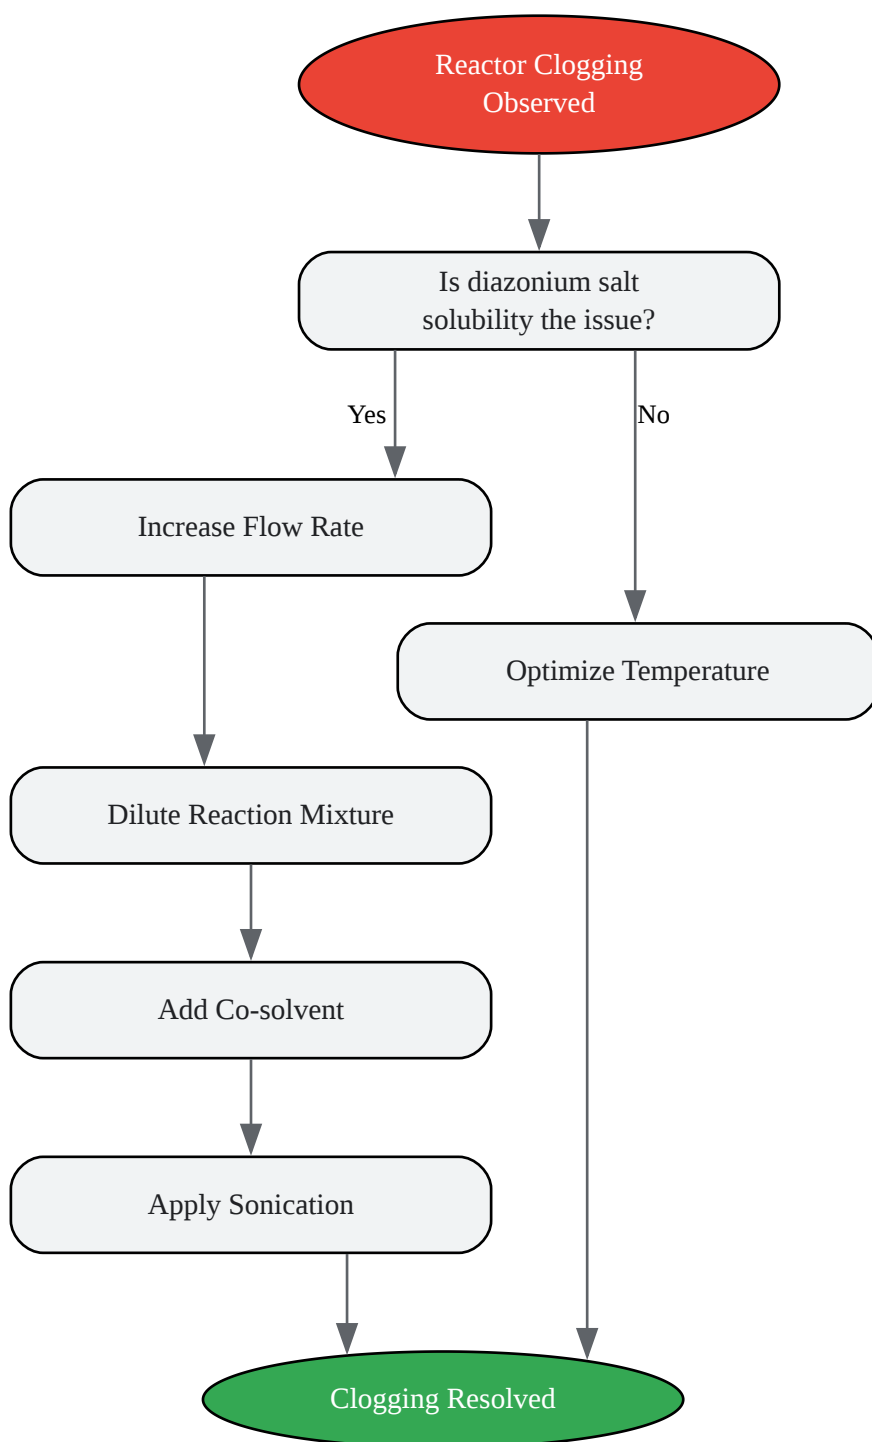 Reactor Clogging
Observed
Is diazonium salt
solubility the issue?
Yes
No
Increase Flow Rate
Optimize Temperature
Dilute Reaction Mixture
Add Co-solvent
Apply Sonication
Clogging Resolved